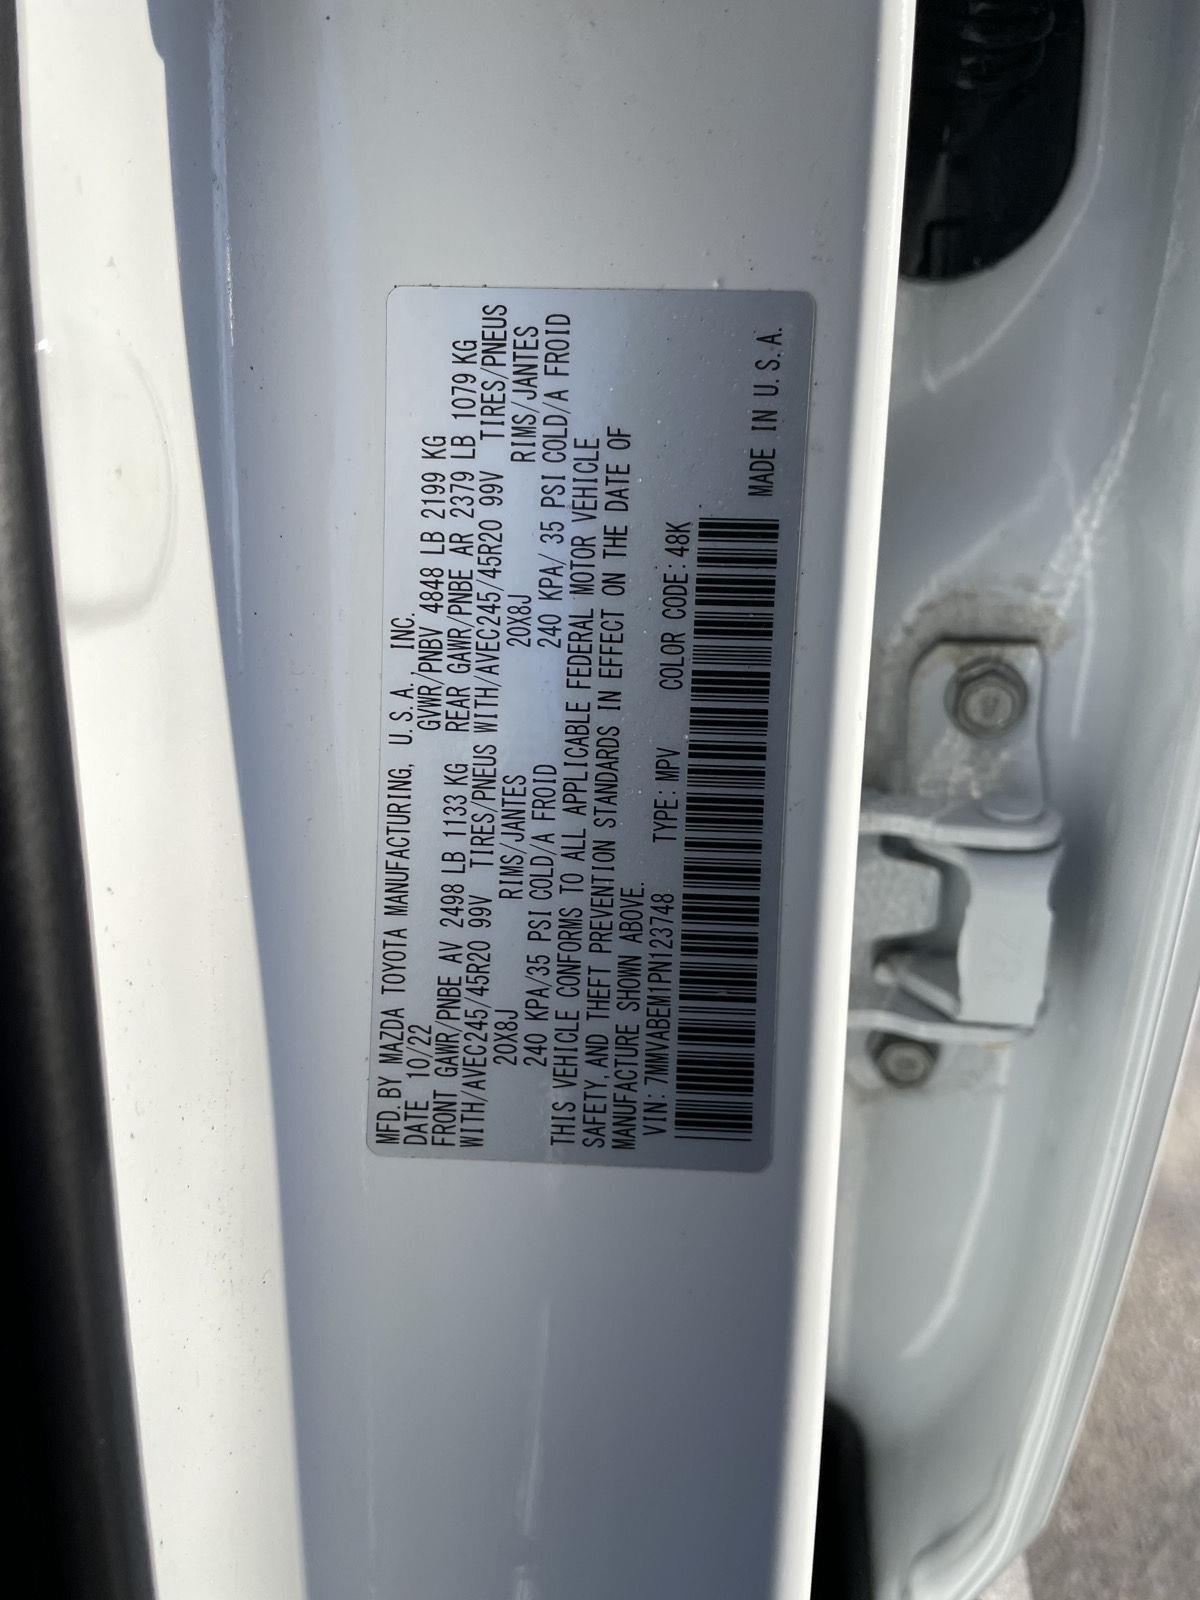 MFD. BY MAZDA TOYOTA MANUFACTURING, U. S. A. , INC.
DATE 10/22 GVWR/PNBV 4848 LB 2199 KG
FRONT GAWR/PNBE AV 2498 LB 1133 KG REAR GAWR/PNBE AR 2379 LB 1079 KG
WITH/AVEC245/45R20 99V TIRES/PNEUS WITH/AVEC245/45R20 99V TIRES/PNEUS
20X8J RIMS/JANTES 20X8J RIMS/JANTES
240 KPA/35 PSI COLD/A FROID 240 KPA/ 35 PSI COLD/A FROID
THIS VEHICLE CONFORMS TO ALL APPLICABLE FEDERAL MOTOR VEHICLE
SAFETY, AND THEFT PREVENTION STANDARDS IN EFFECT ON THE DATE OF
MANUFACTURE SHOWN ABOVE.
VIN: 7MMVABEM1PN123748 TYPE: MPV COLOR CODE: 48K
MADE IN U. S. A.